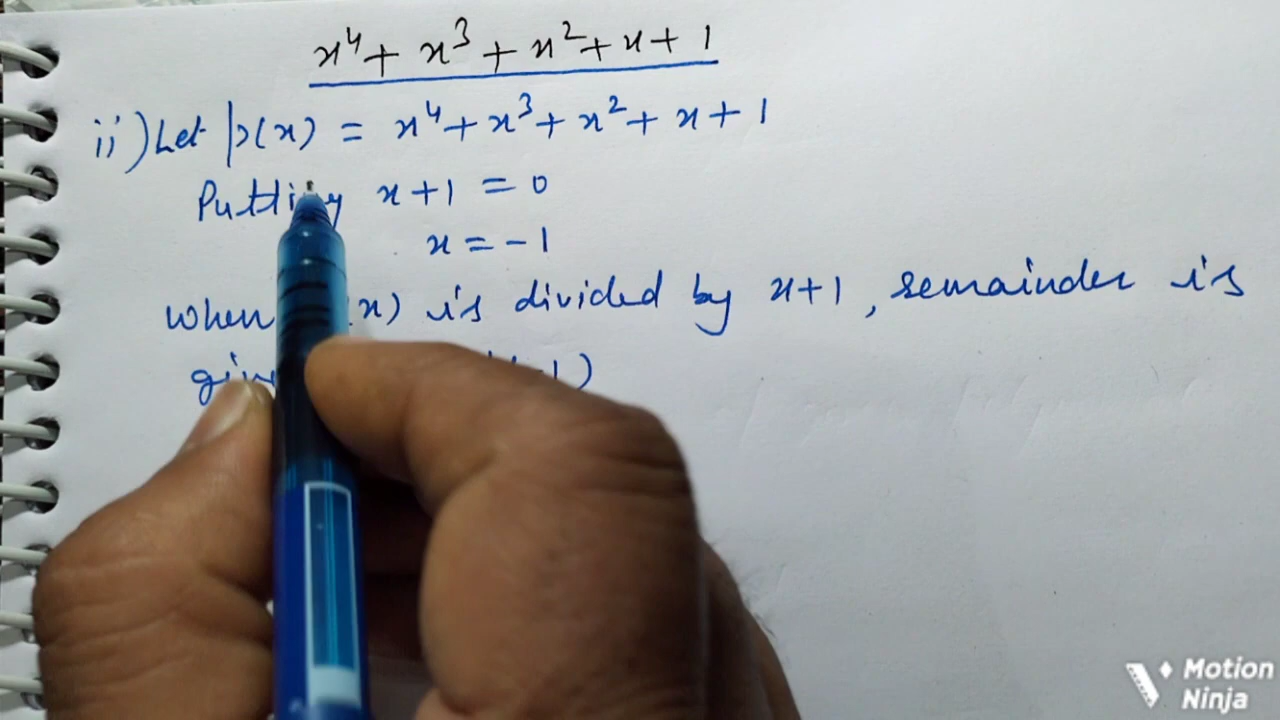 x⁴ + x³ + x² + x + 1
ii) Let p(x) = x⁴ + x³ + x² + x + 1
Putting x + 1 = 0
x = -1
when (x) is divided by x+1, remainder is
-1)
Motion
Ninja